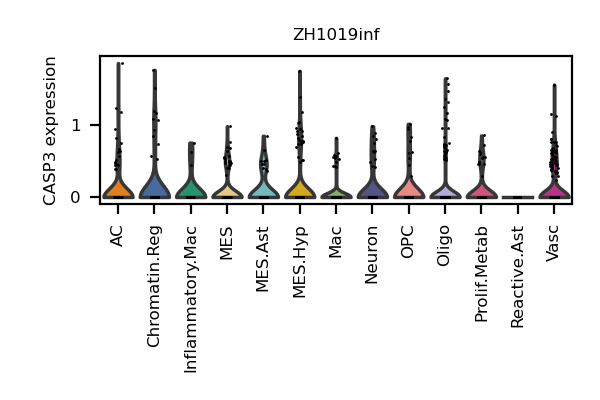 ZH1019inf
CASP3 expression
1
0
AC
Chromatin.Reg
Inflammatory.Mac
MES
MES.Ast
MES.Hyp
Mac
Neuron
OPC
Oligo
Prolif.Metab
Reactive.Ast
Vasc